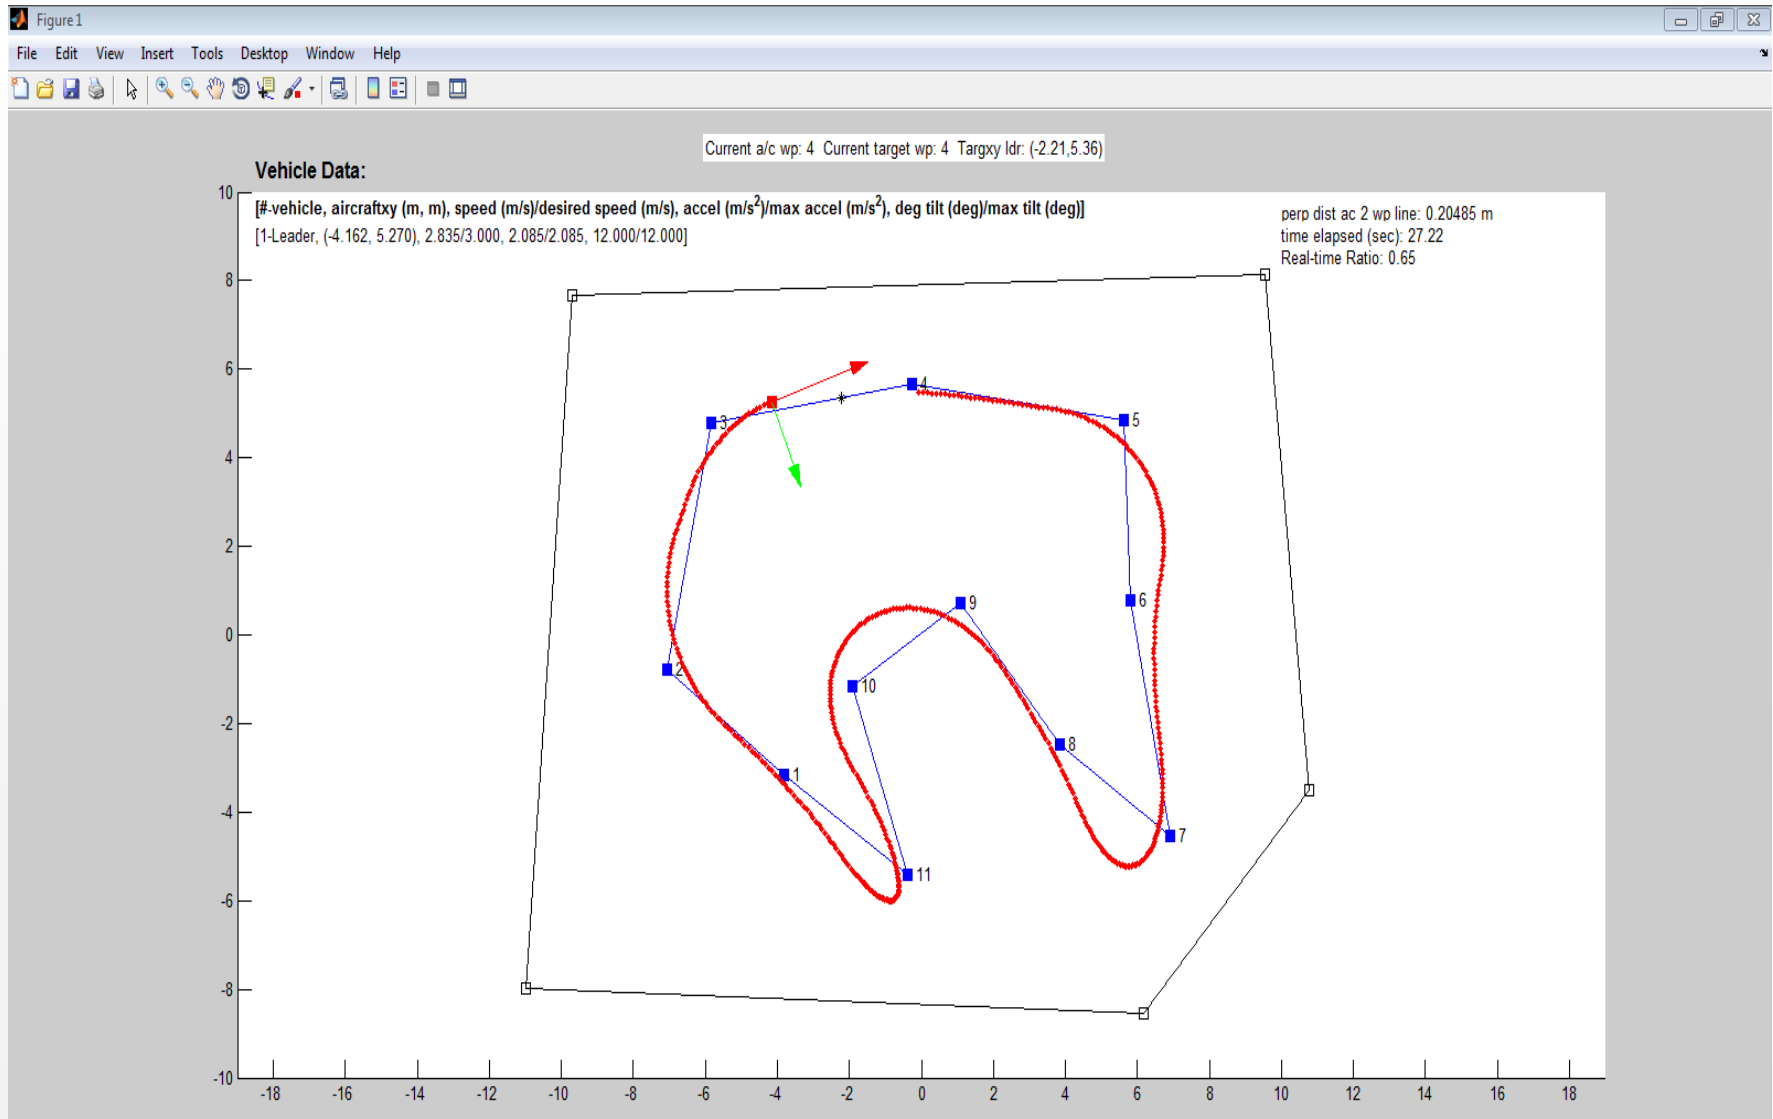 Figure 1
File Edit View Insert Tools Desktop Window Help
Current a/c wp: 4 Current target wp: 4 Targxy ldr: (-2.21,5.36)
Vehicle Data:
[#-vehicle, aircraftxy (m, m), speed (m/s)/desired speed (m/s), accel (m/s²)/max accel (m/s²), deg tilt (deg)/max tilt (deg)]
[1-Leader, (-4.162, 5.270), 2.835/3.000, 2.085/2.085, 12.000/12.000]
perp dist ac 2 wp line: 0.20485 m
time elapsed (sec): 27.22
Real-time Ratio: 0.65
10
8
6
4
2
0
-2
-4
-6
-8
-10
4
3
5
9
6
2
10
8
1
7
11
-18 -16 -14 -12 -10 -8 -6 -4 -2 0 2 4 6 8 10 12 14 16 18